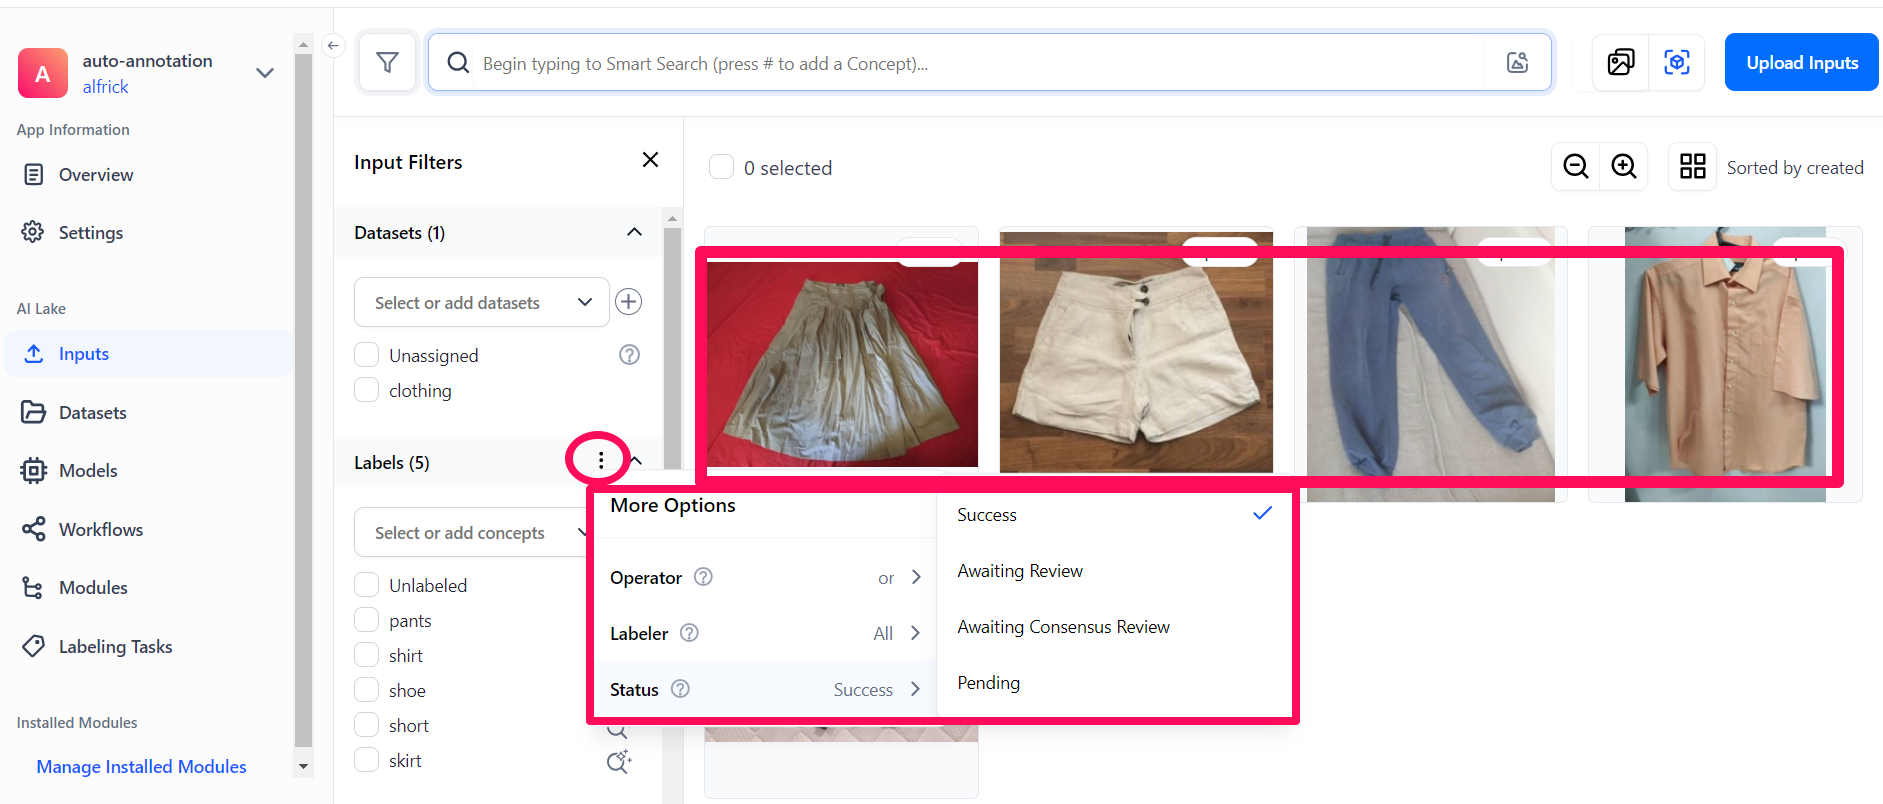 A
auto-annotation
alfrick
App Information
Overview
Settings
AI Lake
Inputs
Datasets
Models
Workflows
Modules
Labeling Tasks
Installed Modules
Manage Installed Modules
Begin typing to Smart Search (press # to add a Concept)...
Upload Inputs
Input Filters
Datasets (1)
Select or add datasets
Unassigned
clothing
Labels (5)
Select or add concepts
Unlabeled
pants
shirt
shoe
short
skirt
0 selected
Sorted by created
More Options
Operator
or
Labeler
All
Status
Success
Success
Awaiting Review
Awaiting Consensus Review
Pending